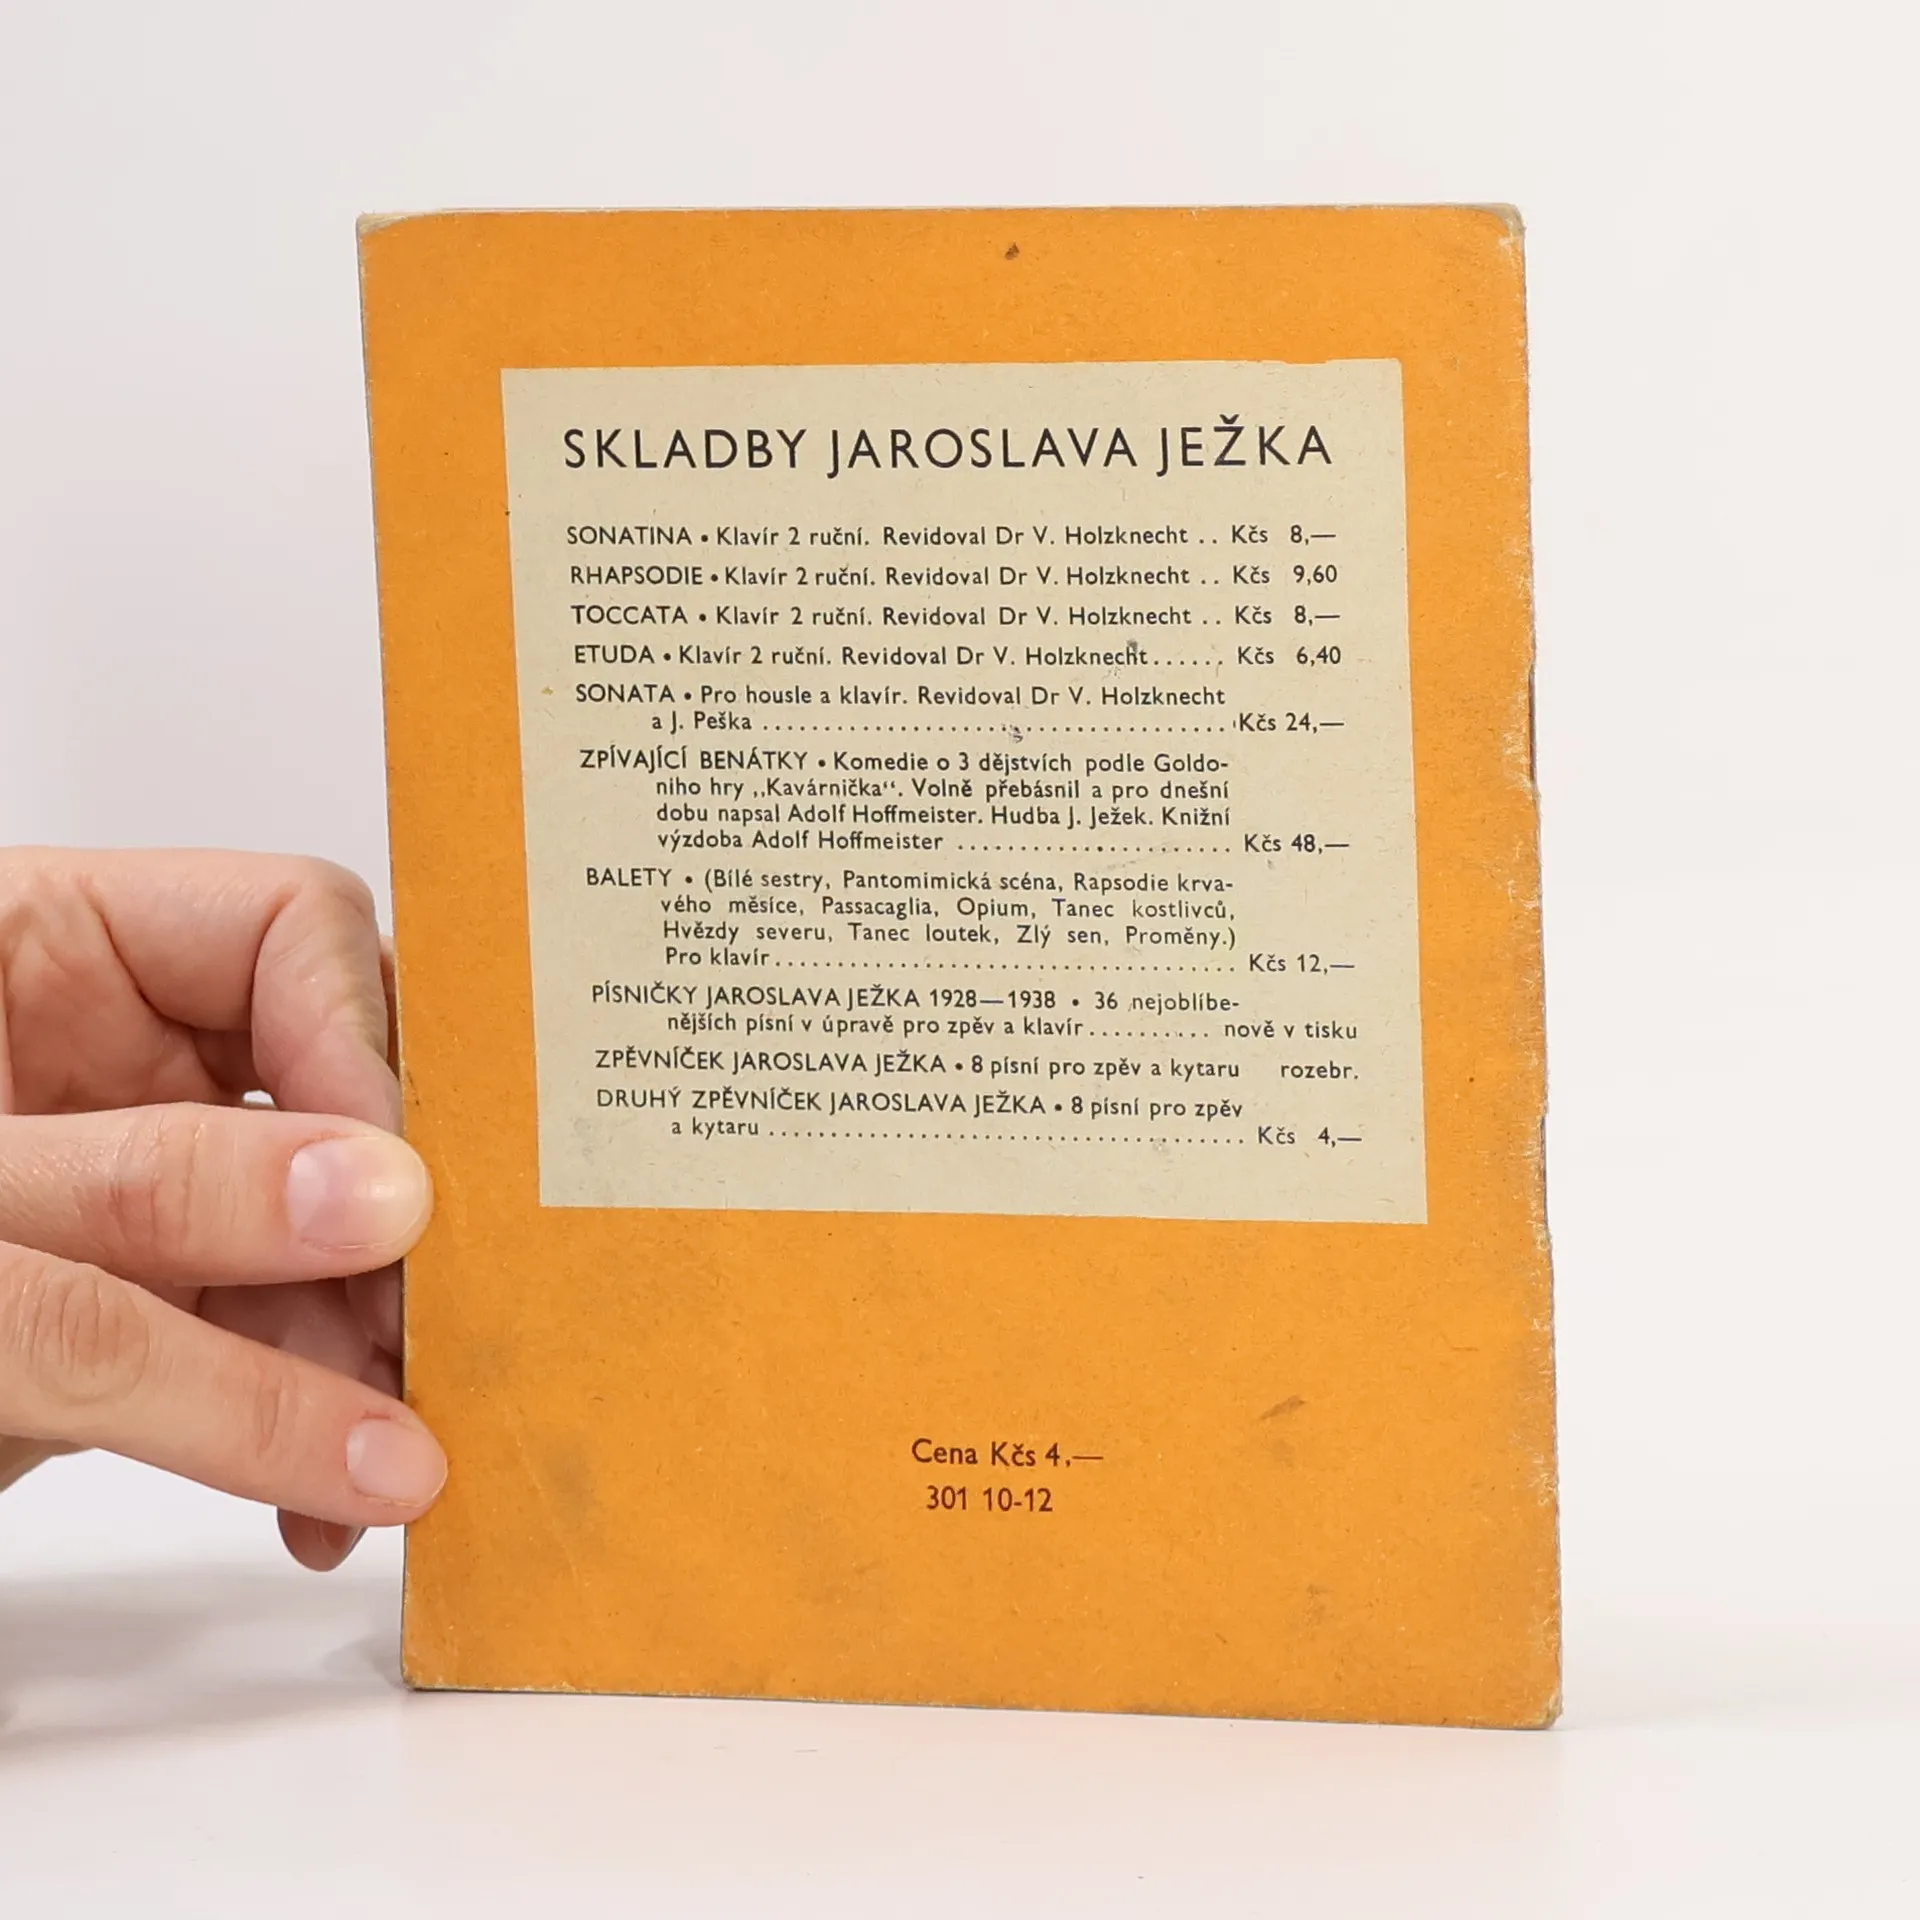 SKLADBY JAROSLAVA JEŽKA
SONATINA • Klavír 2 ruční. Revidoval Dr V. Holzknecht .. Kčs 8,—
RHAPSODIE • Klavír 2 ruční. Revidoval Dr V. Holzknecht .. Kčs 9,60
TOCCATA • Klavír 2 ruční. Revidoval Dr V. Holzknecht .. Kčs 8,—
ETUDA • Klavír 2 ruční. Revidoval Dr V. Holzknecht...... Kčs 6,40
SONATA • Pro housle a klavír. Revidoval Dr V. Holzknecht
a J. Peška ..................................... Kčs 24,—
ZPÍVAJÍCÍ BENÁTKY • Komedie o 3 dějstvích podle Goldo-
niho hry ,,Kavárnička“. Volně přebásnil a pro dnešní
dobu napsal Adolf Hoffmeister. Hudba J. Ježek. Knižní
výzdoba Adolf Hoffmeister ...................... Kčs 48,—
BALETY • (Bílé sestry, Pantomimická scéna, Rapsodie krva-
vého měsíce, Passacaglia, Opium, Tanec kostlivců,
Hvězdy severu, Tanec loutek, Zlý sen, Proměny.)
Pro klavír..................................... Kčs 12,—
PÍSNIČKY JAROSLAVA JEŽKA 1928—1938 • 36 nejoblíbe-
nějších písní v úpravě pro zpěv a klavír.......... nově v tisku
ZPĚVNÍČEK JAROSLAVA JEŽKA • 8 písní pro zpěv a kytaru rozebr.
DRUHÝ ZPĚVNÍČEK JAROSLAVA JEŽKA • 8 písní pro zpěv
a kytaru ...................................... Kčs 4,—
Cena Kčs 4,—
301 10-12